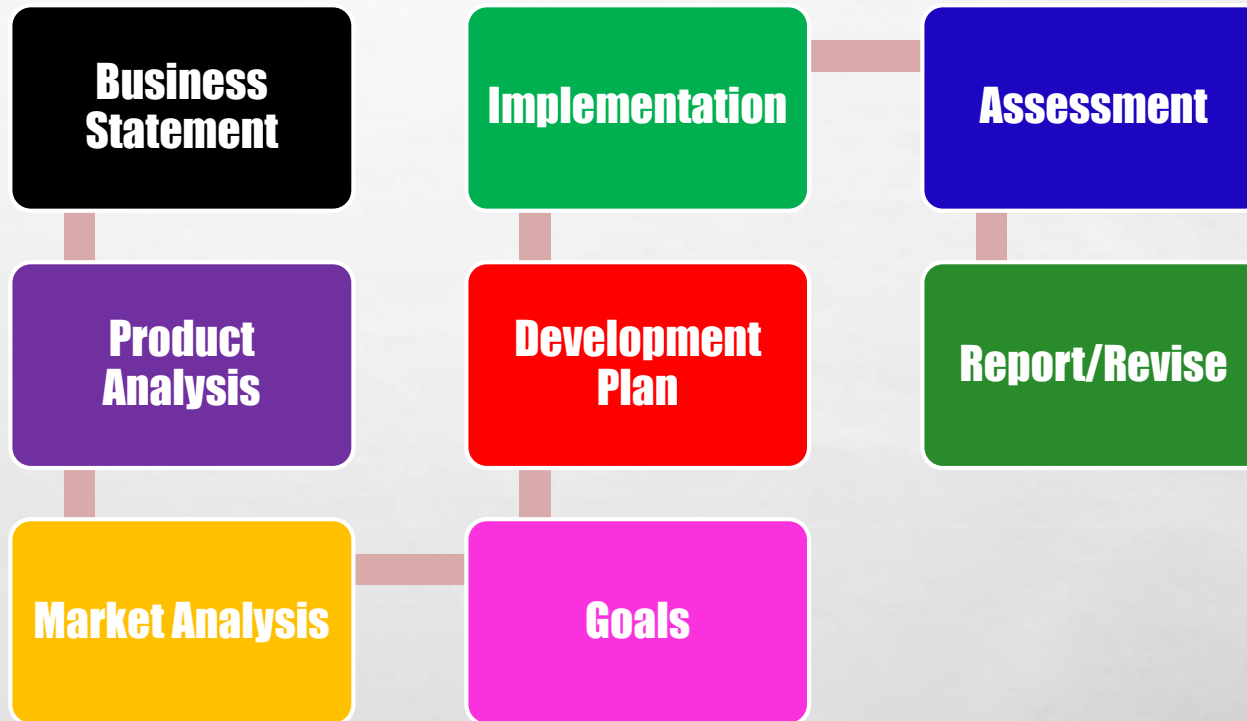 Business
Statement
Product
Analysis
Market Analysis
Goals
Development
Plan
Implementation
Assessment
Report/Revise